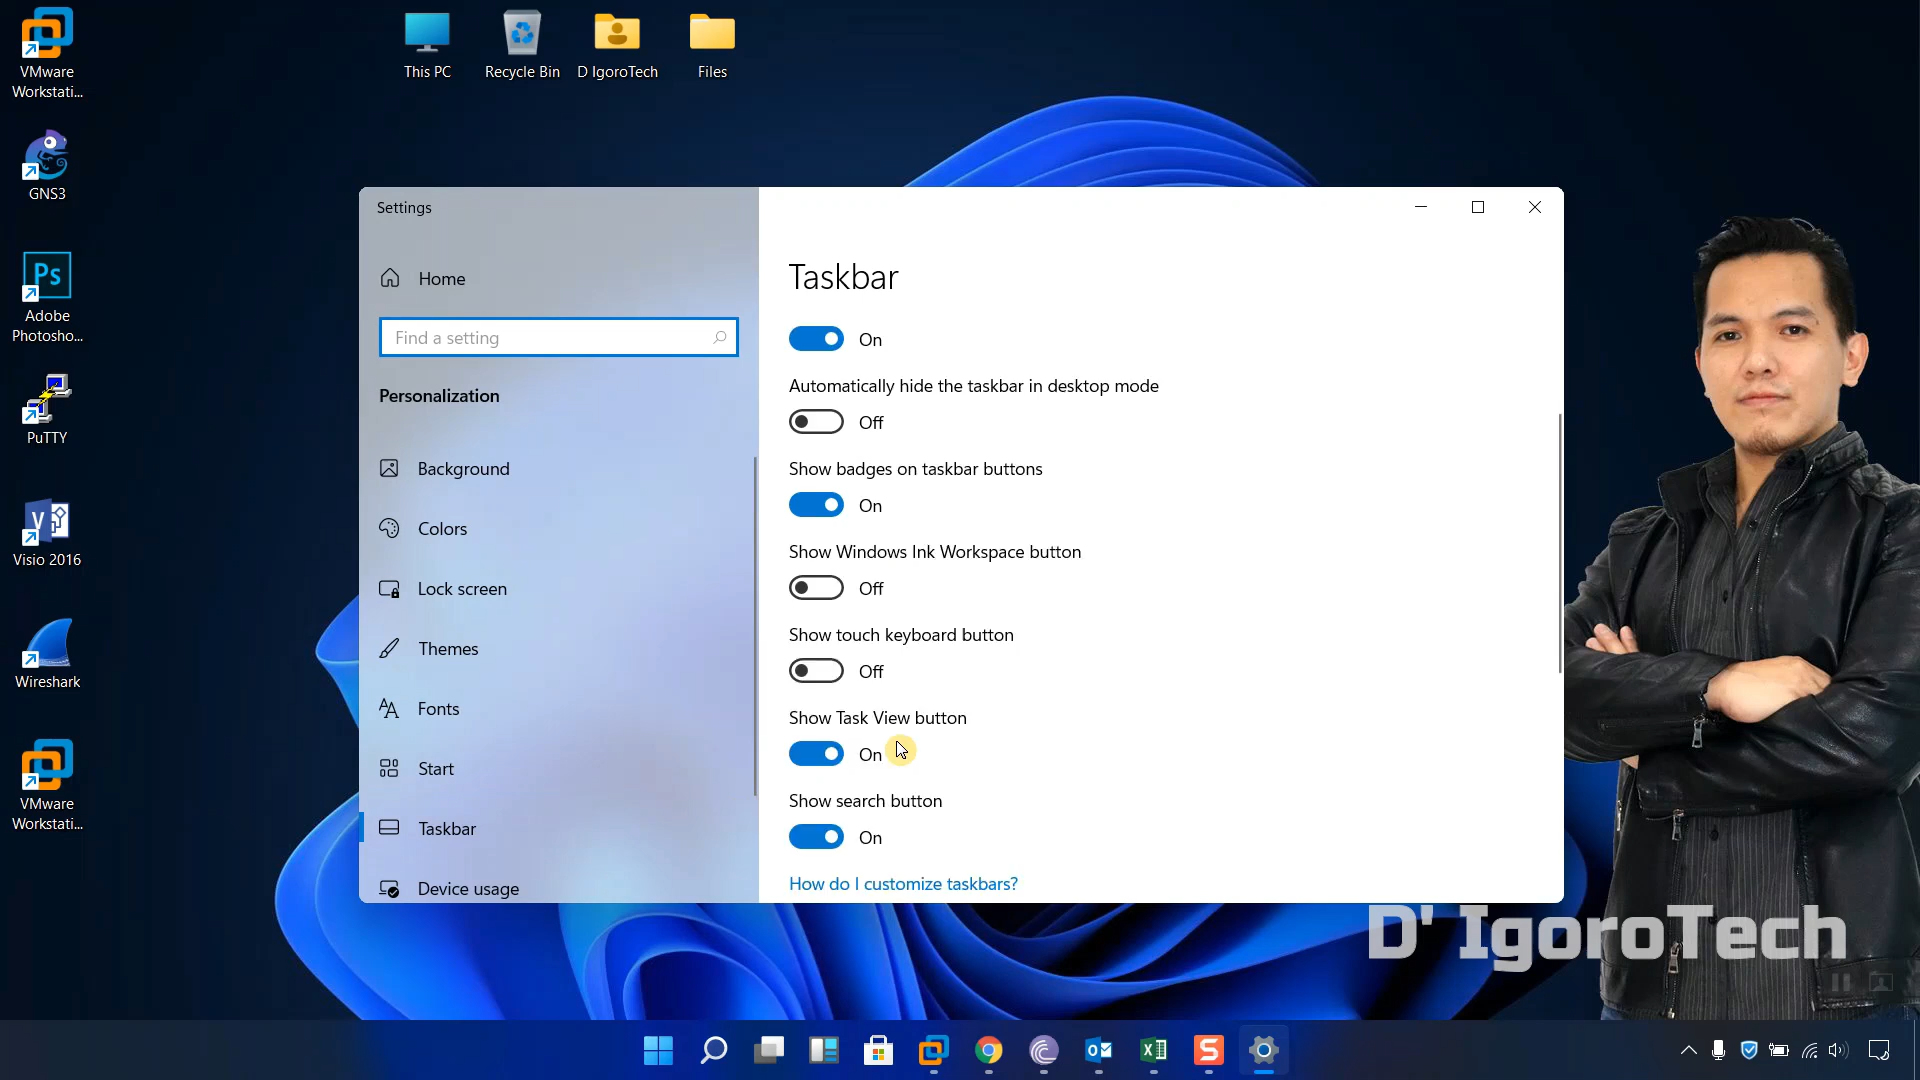 VMware
Workstati...
GNS3
Ps
Adobe
Photosho...
PuTTY
V
Visio 2016
Wireshark
VMware
Workstati...
This PC
Recycle Bin
D IgoroTech
Files
Settings
Home
Find a setting
Personalization
Background
Colors
Lock screen
Themes
Fonts
Start
Taskbar
Device usage
Taskbar
On
Automatically hide the taskbar in desktop mode
Off
Show badges on taskbar buttons
On
Show Windows Ink Workspace button
Off
Show touch keyboard button
Off
Show Task View button
On
Show search button
On
How do I customize taskbars?
D' IgoroTech